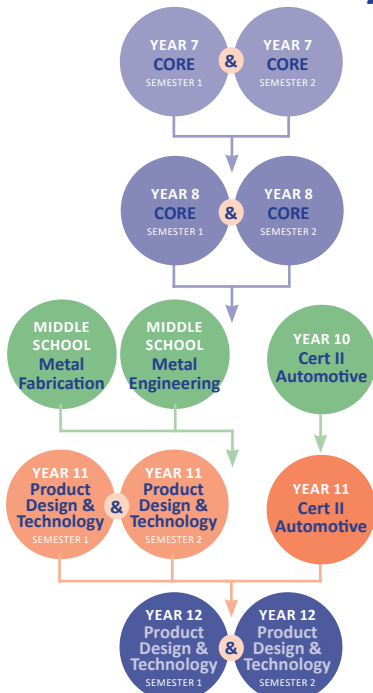 YEAR 7
CORE
SEMESTER 1
&
YEAR 7
CORE
SEMESTER 2
YEAR 8
CORE
SEMESTER 1
&
YEAR 8
CORE
SEMESTER 2
MIDDLE
SCHOOL
Metal
Fabrication
MIDDLE
SCHOOL
Metal
Engineering
YEAR 10
Cert II
Automotive
YEAR 11
Product
Design &
Technology
SEMESTER 1
&
YEAR 11
Product
Design &
Technology
SEMESTER 2
YEAR 11
Cert II
Automotive
YEAR 12
Product
Design &
Technology
SEMESTER 1
&
YEAR 12
Product
Design &
Technology
SEMESTER 2